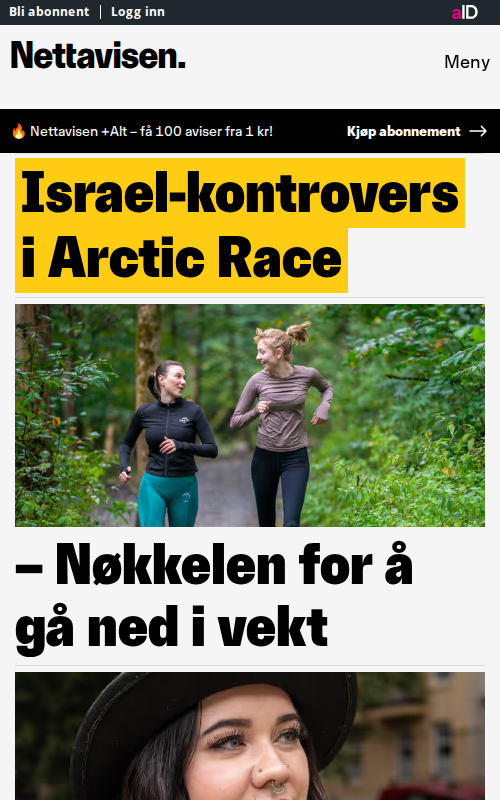 Bli abonnent Logg inn aID
Nettavisen.
Meny
🔥 Nettavisen +Alt – få 100 aviser fra 1 kr! Kjøp abonnement →
Israel-kontrovers
i Arctic Race
– Nøkkelen for å
gå ned i vekt